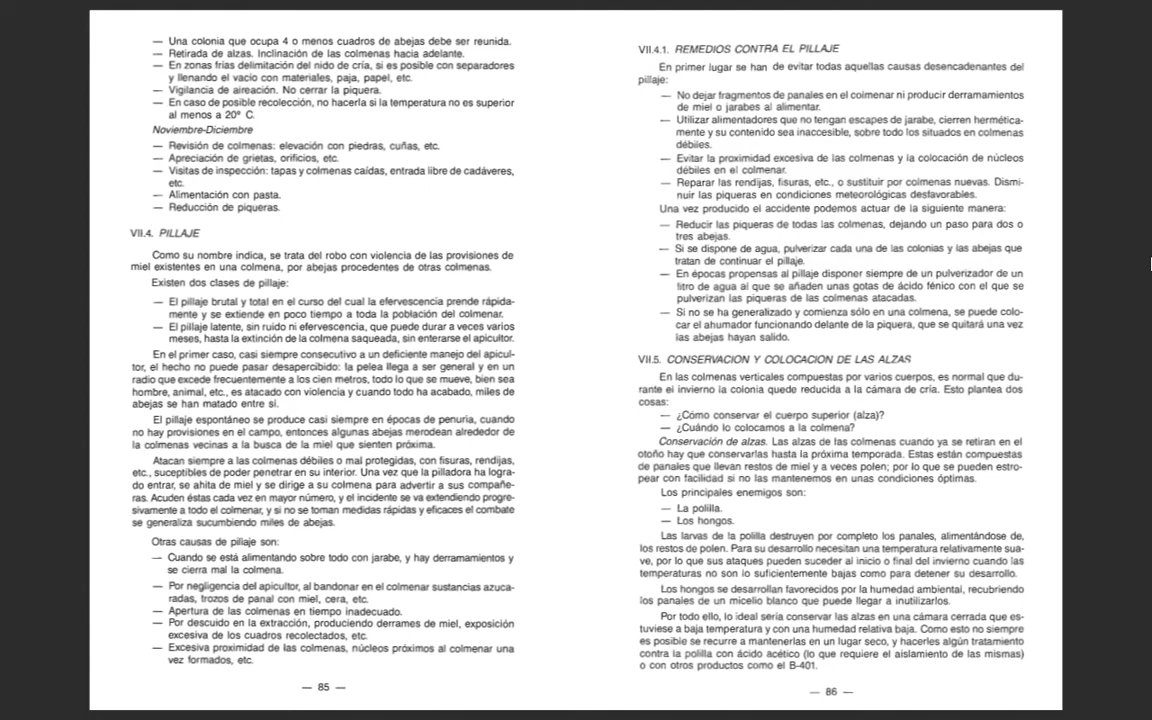 — Una colonia que ocupa 4 o menos cuadros de abejas debe ser reunida.
— Retirada de alzas. Inclinación de las colmenas hacia adelante.
— En zonas frías delimitación del nido de cría, si es posible con separadores
y llenando el vacío con materiales, paja, papel, etc.
— Vigilancia de aireación. No cerrar la piquera.
— En caso de posible recolección, no hacerla si la temperatura no es superior
al menos a 20º C.
Noviembre-Diciembre
— Revisión de colmenas: elevación con piedras, cuñas, etc.
— Apreciación de grietas, orificios, etc.
— Visitas de inspección: tapas y colmenas caídas, entrada libre de cadáveres,
etc.
— Alimentación con pasta.
— Reducción de piqueras.
VII.4. PILLAJE
Como su nombre indica, se trata del robo con violencia de las provisiones de
miel existentes en una colmena, por abejas procedentes de otras colmenas.
Existen dos clases de pillaje:
— El pillaje brutal y total en el curso del cual la efervescencia prende rápida-
mente y se extiende en poco tiempo a toda la población del colmenar.
— El pillaje latente, sin ruido ni efervescencia, que puede durar a veces varios
meses, hasta la extinción de la colmena saqueada, sin enterarse el apicultor.
En el primer caso, casi siempre consecutivo a un deficiente manejo del apicul-
tor, el hecho no puede pasar desapercibido: la pelea llega a ser general y en un
radio que excede frecuentemente a los cien metros, todo lo que se mueve, bien sea
hombre, animal, etc., es atacado con violencia y cuando todo ha acabado, miles de
abejas se han matado entre sí.
El pillaje espontáneo se produce casi siempre en épocas de penuria, cuando
no hay provisiones en el campo, entonces algunas abejas merodean alrededor de
la colmenas vecinas a la busca de la miel que sienten próxima.
Atacan siempre a las colmenas débiles o mal protegidas, con fisuras, rendijas,
etc., suceptibles de poder penetrar en su interior. Una vez que la pilladora ha logra-
do entrar, se ahita de miel y se dirige a su colmena para advertir a sus compañe-
ras. Acuden éstas cada vez en mayor número, y el incidente se va extendiendo progre-
sivamente a todo el colmenar, y si no se toman medidas rápidas y eficaces el combate
se generaliza sucumbiendo miles de abejas.
Otras causas de pillaje son:
— Cuando se está alimentando sobre todo con jarabe, y hay derramamientos y
se cierra mal la colmena.
— Por negligencia del apicultor, al bandonar en el colmenar sustancias azuca-
radas, trozos de panal con miel, cera, etc.
— Apertura de las colmenas en tiempo inadecuado.
— Por descuido en la extracción, produciendo derrames de miel, exposición
excesiva de los cuadros recolectados, etc.
— Excesiva proximidad de las colmenas, núcleos próximos al colmenar una
vez formados, etc.
— 85 —
VII.4.1. REMEDIOS CONTRA EL PILLAJE
En primer lugar se han de evitar todas aquellas causas desencadenantes del
pillaje:
— No dejar fragmentos de panales en el colmenar ni producir derramamientos
de miel o jarabes al alimentar.
— Utilizar alimentadores que no tengan escapes de jarabe, cierren hermética-
mente y su contenido sea inaccesible, sobre todo los situados en colmenas
débiles.
— Evitar la proximidad excesiva de las colmenas y la colocación de núcleos
débiles en el colmenar.
— Reparar las rendijas, fisuras, etc., o sustituir por colmenas nuevas. Dismi-
nuir las piqueras en condiciones meteorológicas desfavorables.
Una vez producido el accidente podemos actuar de la siguiente manera:
— Reducir las piqueras de todas las colmenas, dejando un paso para dos o
tres abejas.
— Si se dispone de agua, pulverizar cada una de las colonias y las abejas que
tratan de continuar el pillaje.
— En épocas propensas al pillaje disponer siempre de un pulverizador de un
litro de agua al que se añaden unas gotas de ácido fénico con el que se
pulverizan las piqueras de las colmenas atacadas.
— Si no se ha generalizado y comienza sólo en una colmena, se puede colo-
car el ahumador funcionando delante de la piquera, que se quitará una vez
las abejas hayan salido.
VII.5. CONSERVACION Y COLOCACION DE LAS ALZAS
En las colmenas verticales compuestas por varios cuerpos, es normal que du-
rante el invierno la colonia quede reducida a la cámara de cría. Esto plantea dos
cosas:
— ¿Cómo conservar el cuerpo superior (alza)?
— ¿Cuándo lo colocamos a la colmena?
Conservación de alzas. Las alzas de las colmenas cuando ya se retiran en el
otoño hay que conservarlas hasta la próxima temporada. Estas están compuestas
de panales que llevan restos de miel y a veces polen; por lo que se pueden estro-
pear con facilidad si no las mantenemos en unas condiciones óptimas.
Los principales enemigos son:
— La polilla.
— Los hongos.
Las larvas de la polilla destruyen por completo los panales, alimentándose de,
los restos de polen. Para su desarrollo necesitan una temperatura relativamente sua-
ve, por lo que sus ataques pueden suceder al inicio o final del invierno cuando las
temperaturas no son lo suficientemente bajas como para detener su desarrollo.
Los hongos se desarrollan favorecidos por la humedad ambiental, recubriendo
los panales de un micelio blanco que puede llegar a inutilizarlos.
Por todo ello, lo ideal sería conservar las alzas en una cámara cerrada que es-
tuviese a baja temperatura y con una humedad relativa baja. Como esto no siempre
es posible se recurre a mantenerlas en un lugar seco, y hacerles algún tratamiento
contra la polilla con ácido acético (lo que requiere el aislamiento de las mismas)
o con otros productos como el B-401.
— 86 —